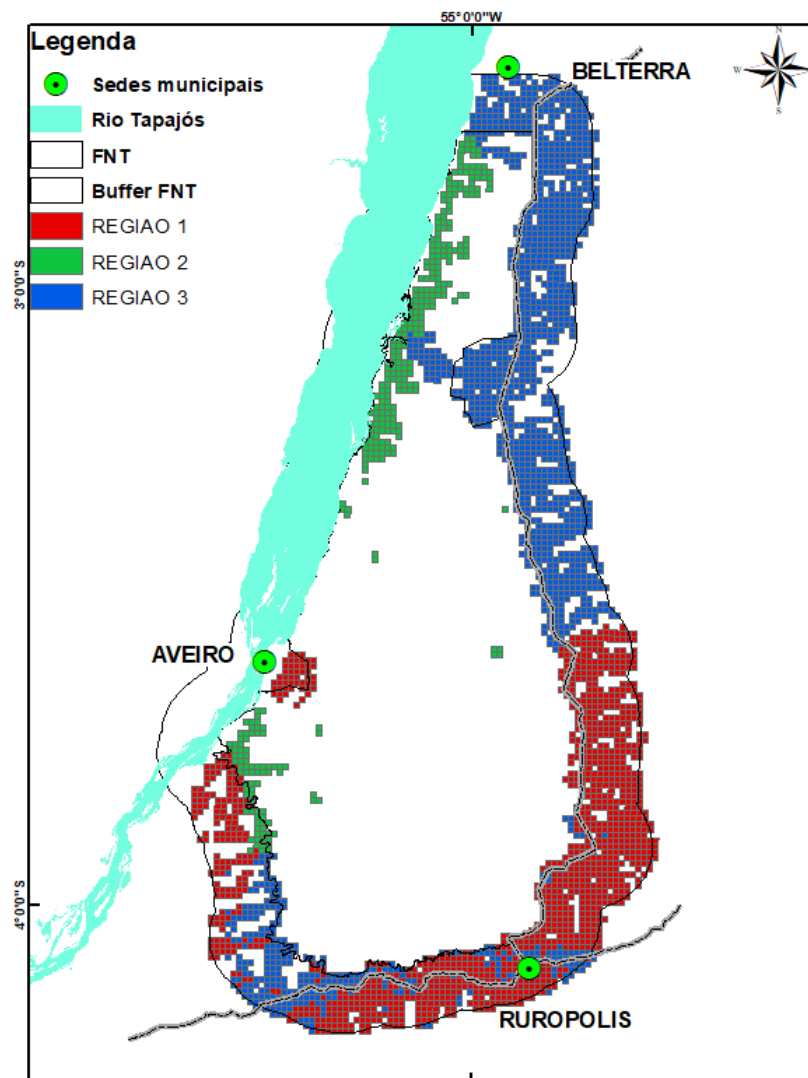 55°0'0"W
Legenda
Sedes municipais
Rio Tapajós
FNT
Buffer FNT
REGIAO 1
REGIAO 2
REGIAO 3
BELTERRA
N
W
E
S
3°0'0"S
AVEIRO
4°0'0"S
RUROPOLIS